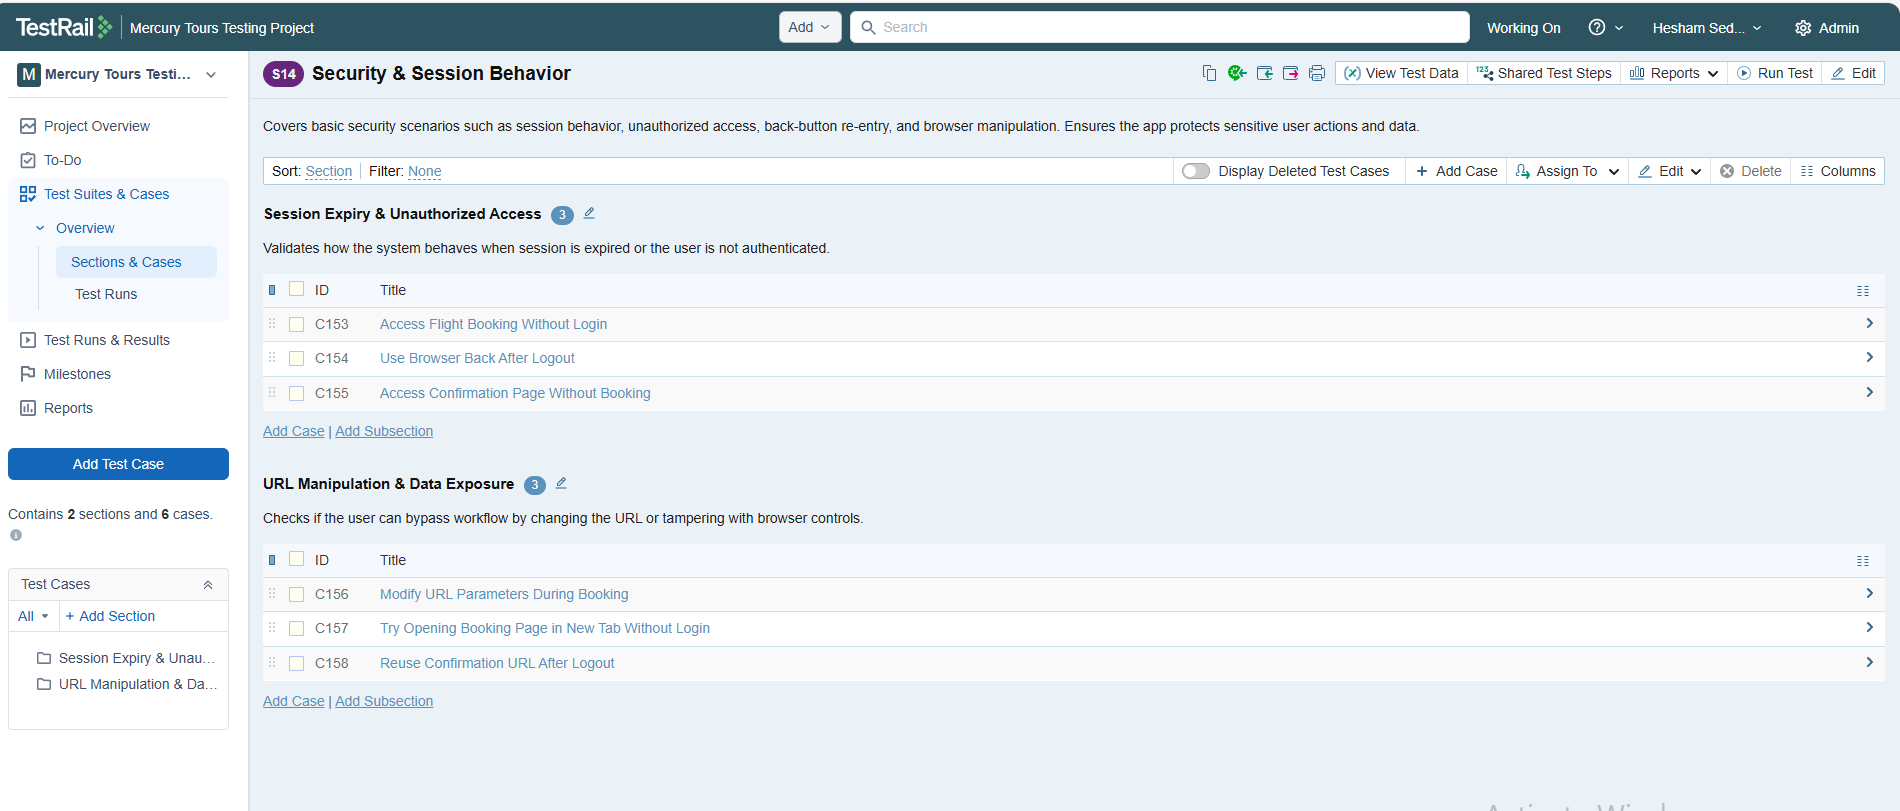 TestRail Mercury Tours Testing Project Add Search Working On Hesham Sed... Admin
M Mercury Tours Testi...
Project Overview
To-Do
Test Suites & Cases
Overview
Sections & Cases
Test Runs
Test Runs & Results
Milestones
Reports
Add Test Case
Contains 2 sections and 6 cases.
Test Cases
All + Add Section
Session Expiry & Unau...
URL Manipulation & Da...
S14 Security & Session Behavior
View Test Data 123 Shared Test Steps Reports Run Test Edit
Covers basic security scenarios such as session behavior, unauthorized access, back-button re-entry, and browser manipulation. Ensures the app protects sensitive user actions and data.
Sort: Section Filter: None Display Deleted Test Cases + Add Case Assign To Edit Delete Columns
Session Expiry & Unauthorized Access 3
Validates how the system behaves when session is expired or the user is not authenticated.
ID Title
C153 Access Flight Booking Without Login
C154 Use Browser Back After Logout
C155 Access Confirmation Page Without Booking
Add Case | Add Subsection
URL Manipulation & Data Exposure 3
Checks if the user can bypass workflow by changing the URL or tampering with browser controls.
ID Title
C156 Modify URL Parameters During Booking
C157 Try Opening Booking Page in New Tab Without Login
C158 Reuse Confirmation URL After Logout
Add Case | Add Subsection